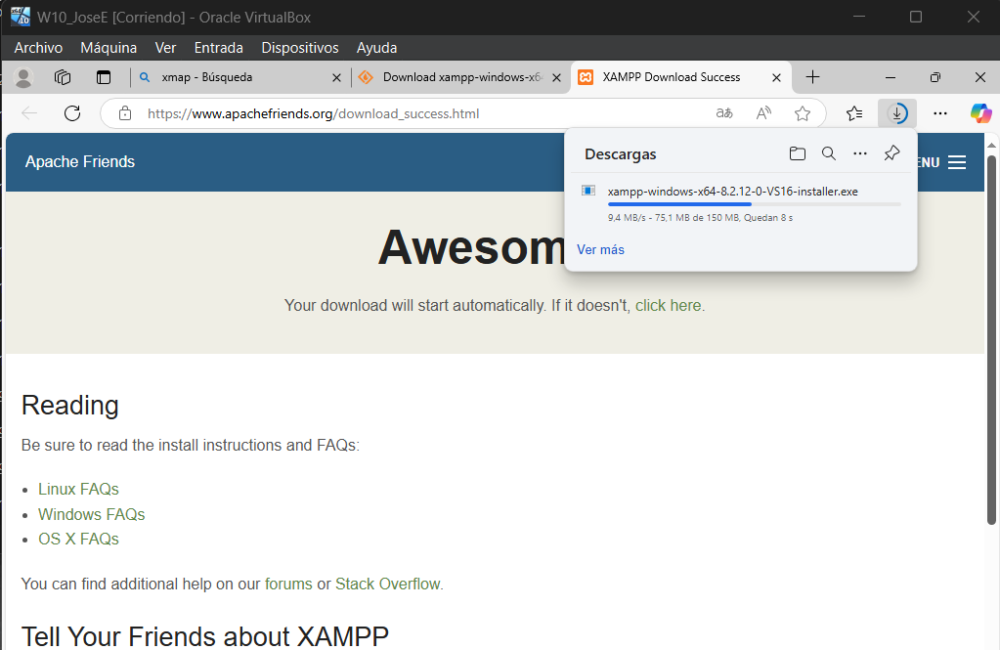 W10_JoseE [Corriendo] - Oracle VirtualBox
Archivo Máquina Ver Entrada Dispositivos Ayuda
xmap - Búsqueda
Download xampp-windows-x6
XAMPP Download Success
https://www.apachefriends.org/download_success.html
Apache Friends
ENU
Descargas
xampp-windows-x64-8.2.12-0-VS16-installer.exe
9,4 MB/s - 75,1 MB de 150 MB, Quedan 8 s
Ver más
Awesom
Your download will start automatically. If it doesn't, click here.
Reading
Be sure to read the install instructions and FAQs:
Linux FAQs
Windows FAQs
OS X FAQs
You can find additional help on our forums or Stack Overflow.
Tell Your Friends about XAMPP